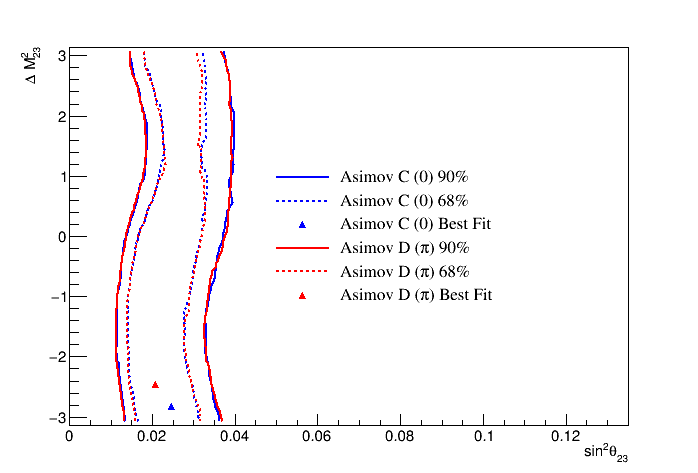 Δ M²₂₃
3
2
1
0
−1
−2
−3
Asimov C (0) 90%
Asimov C (0) 68%
Asimov C (0) Best Fit
Asimov D (π) 90%
Asimov D (π) 68%
Asimov D (π) Best Fit
0 0.02 0.04 0.06 0.08 0.1 0.12
sin²θ₂₃